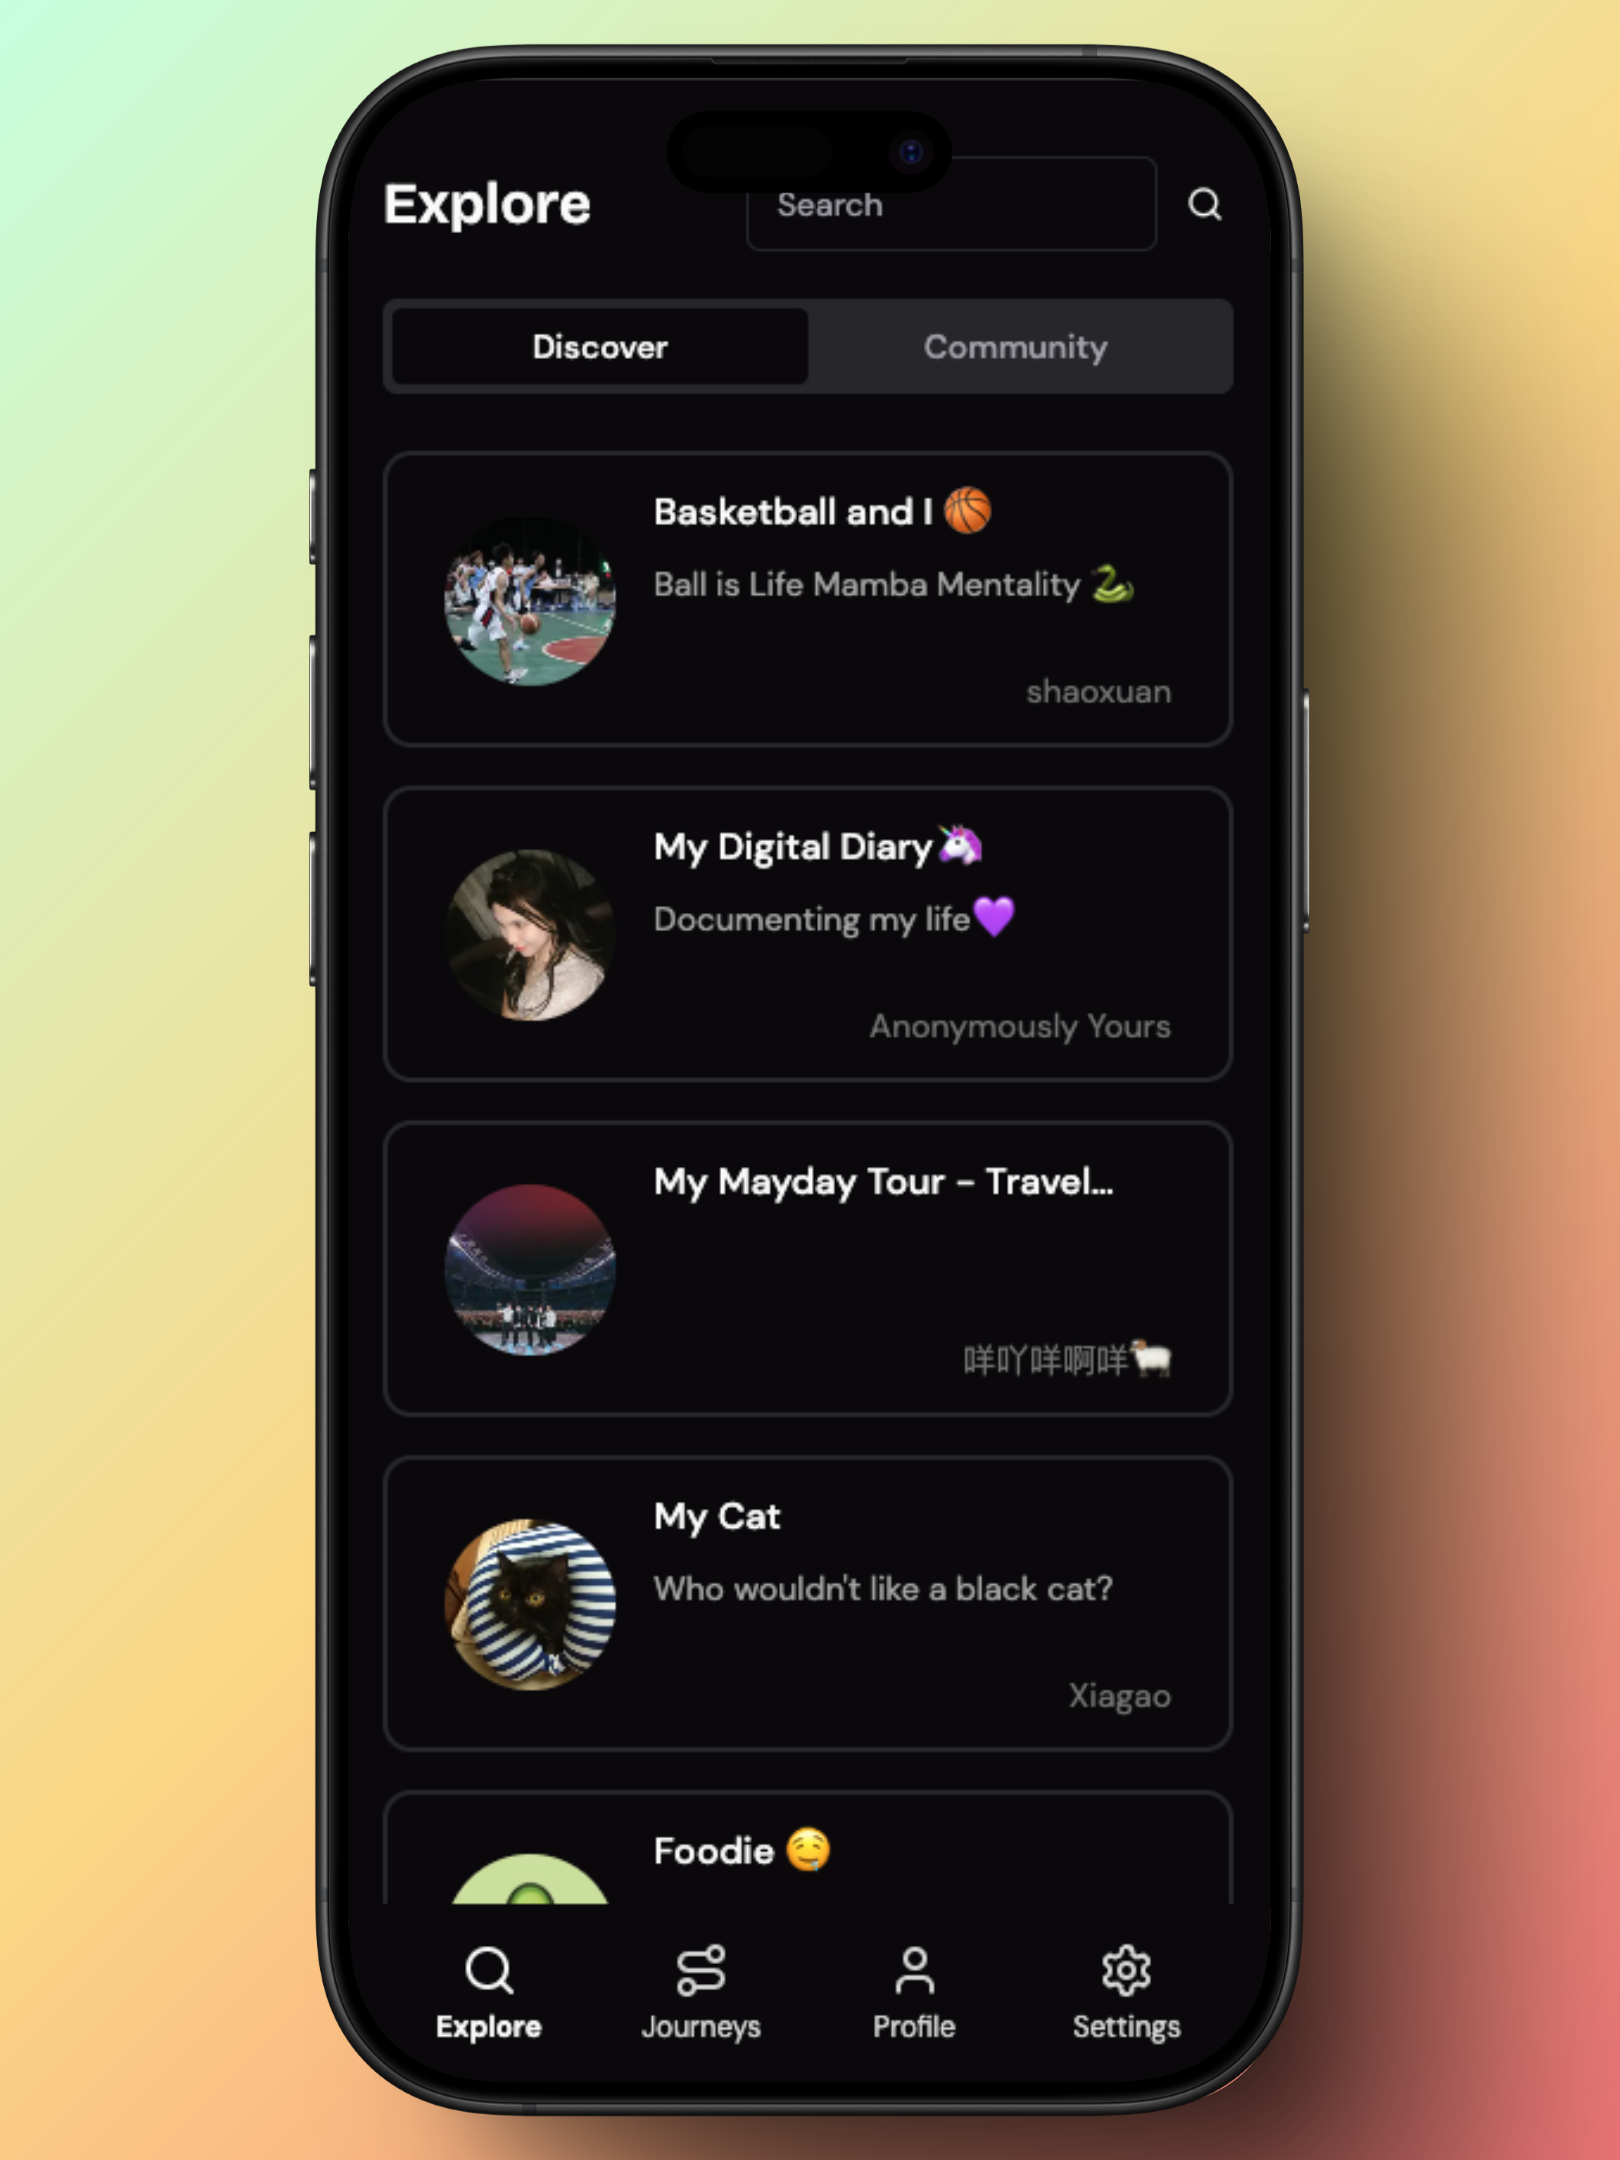 Explore
Search
Discover
Community
Basketball and I 🏀
Ball is Life Mamba Mentality 🐍
shaoxuan
My Digital Diary🦄
Documenting my life💜
Anonymously Yours
My Mayday Tour - Travel...
咩吖咩啊咩🐑
My Cat
Who wouldn't like a black cat?
Xiagao
Foodie 🤤
Explore
Journeys
Profile
Settings